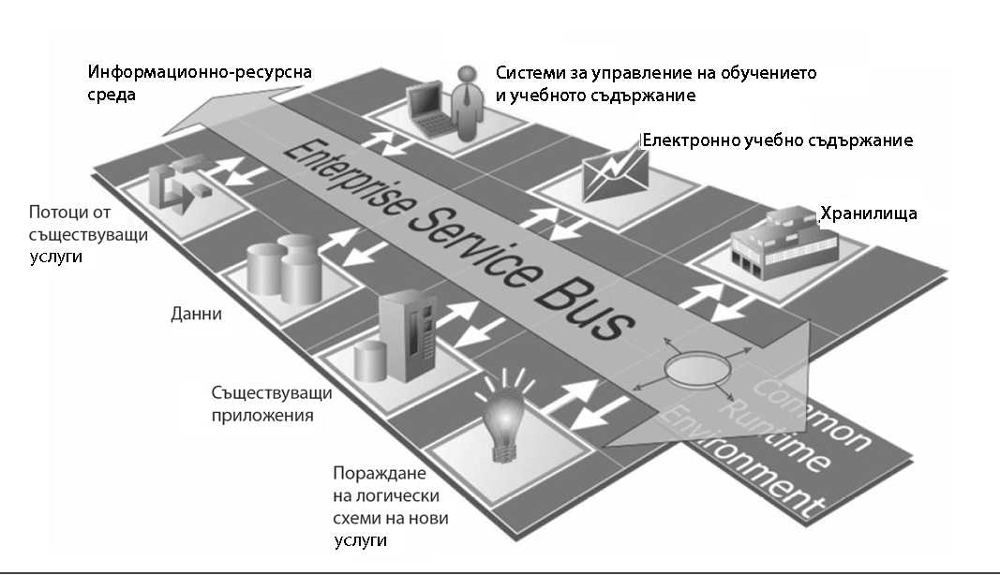 Информационно-ресурсна
среда
Системи за управление на обучението
и учебното съдържание
Електронно учебно съдържание
Хранилища
Enterprise Service Bus
Потоци от
съществуващи
услуги
Данни
Съществуващи
приложения
Пораждане
на логически
схеми на нови
услуги
Common
Runtime
Environment